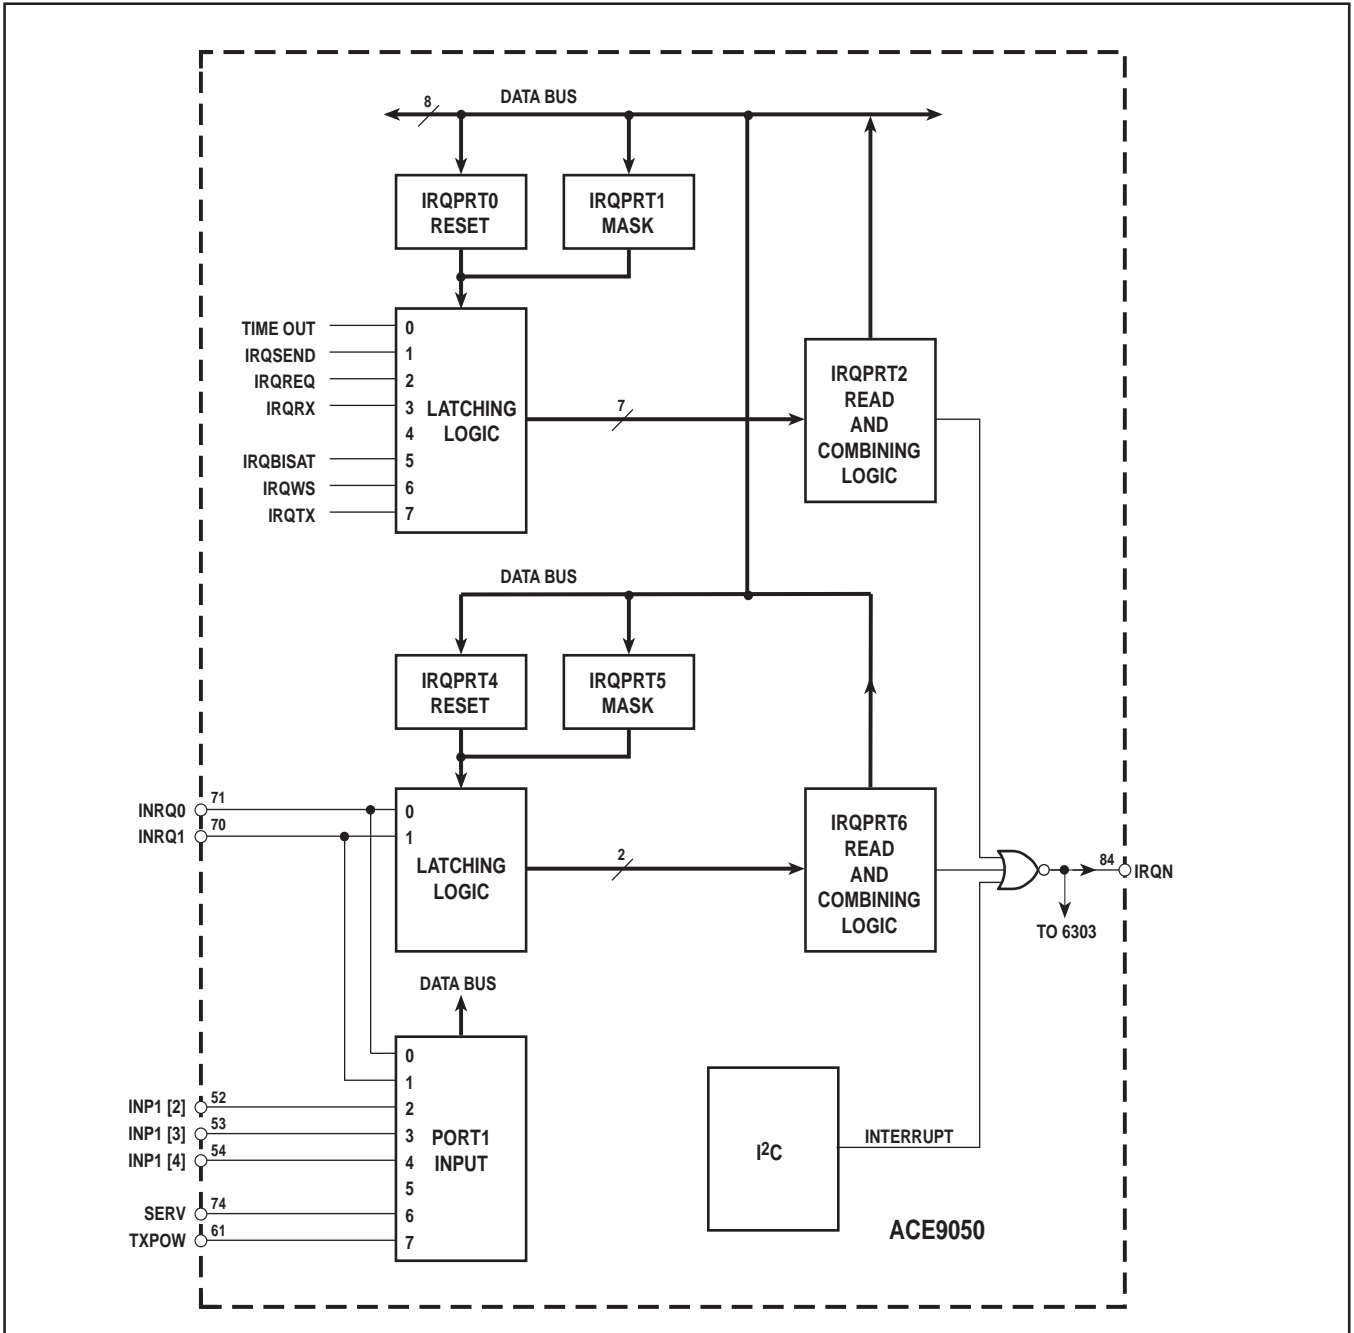 8 DATA BUS
IRQPRT0
RESET
IRQPRT1
MASK
TIME OUT 0
IRQSEND 1
IRQREQ 2
IRQRX 3
4
IRQBISAT 5
IRQWS 6
IRQTX 7
LATCHING
LOGIC
7
IRQPRT2
READ
AND
COMBINING
LOGIC
DATA BUS
IRQPRT4
RESET
IRQPRT5
MASK
INRQ0 71 0
INRQ1 70 1
LATCHING
LOGIC
2
IRQPRT6
READ
AND
COMBINING
LOGIC
84 IRQN
TO 6303
DATA BUS
0
1
INP1 [2] 52 2
INP1 [3] 53 3
INP1 [4] 54 4
5
SERV 74 6
TXPOW 61 7
PORT1
INPUT
I²C
INTERRUPT
ACE9050